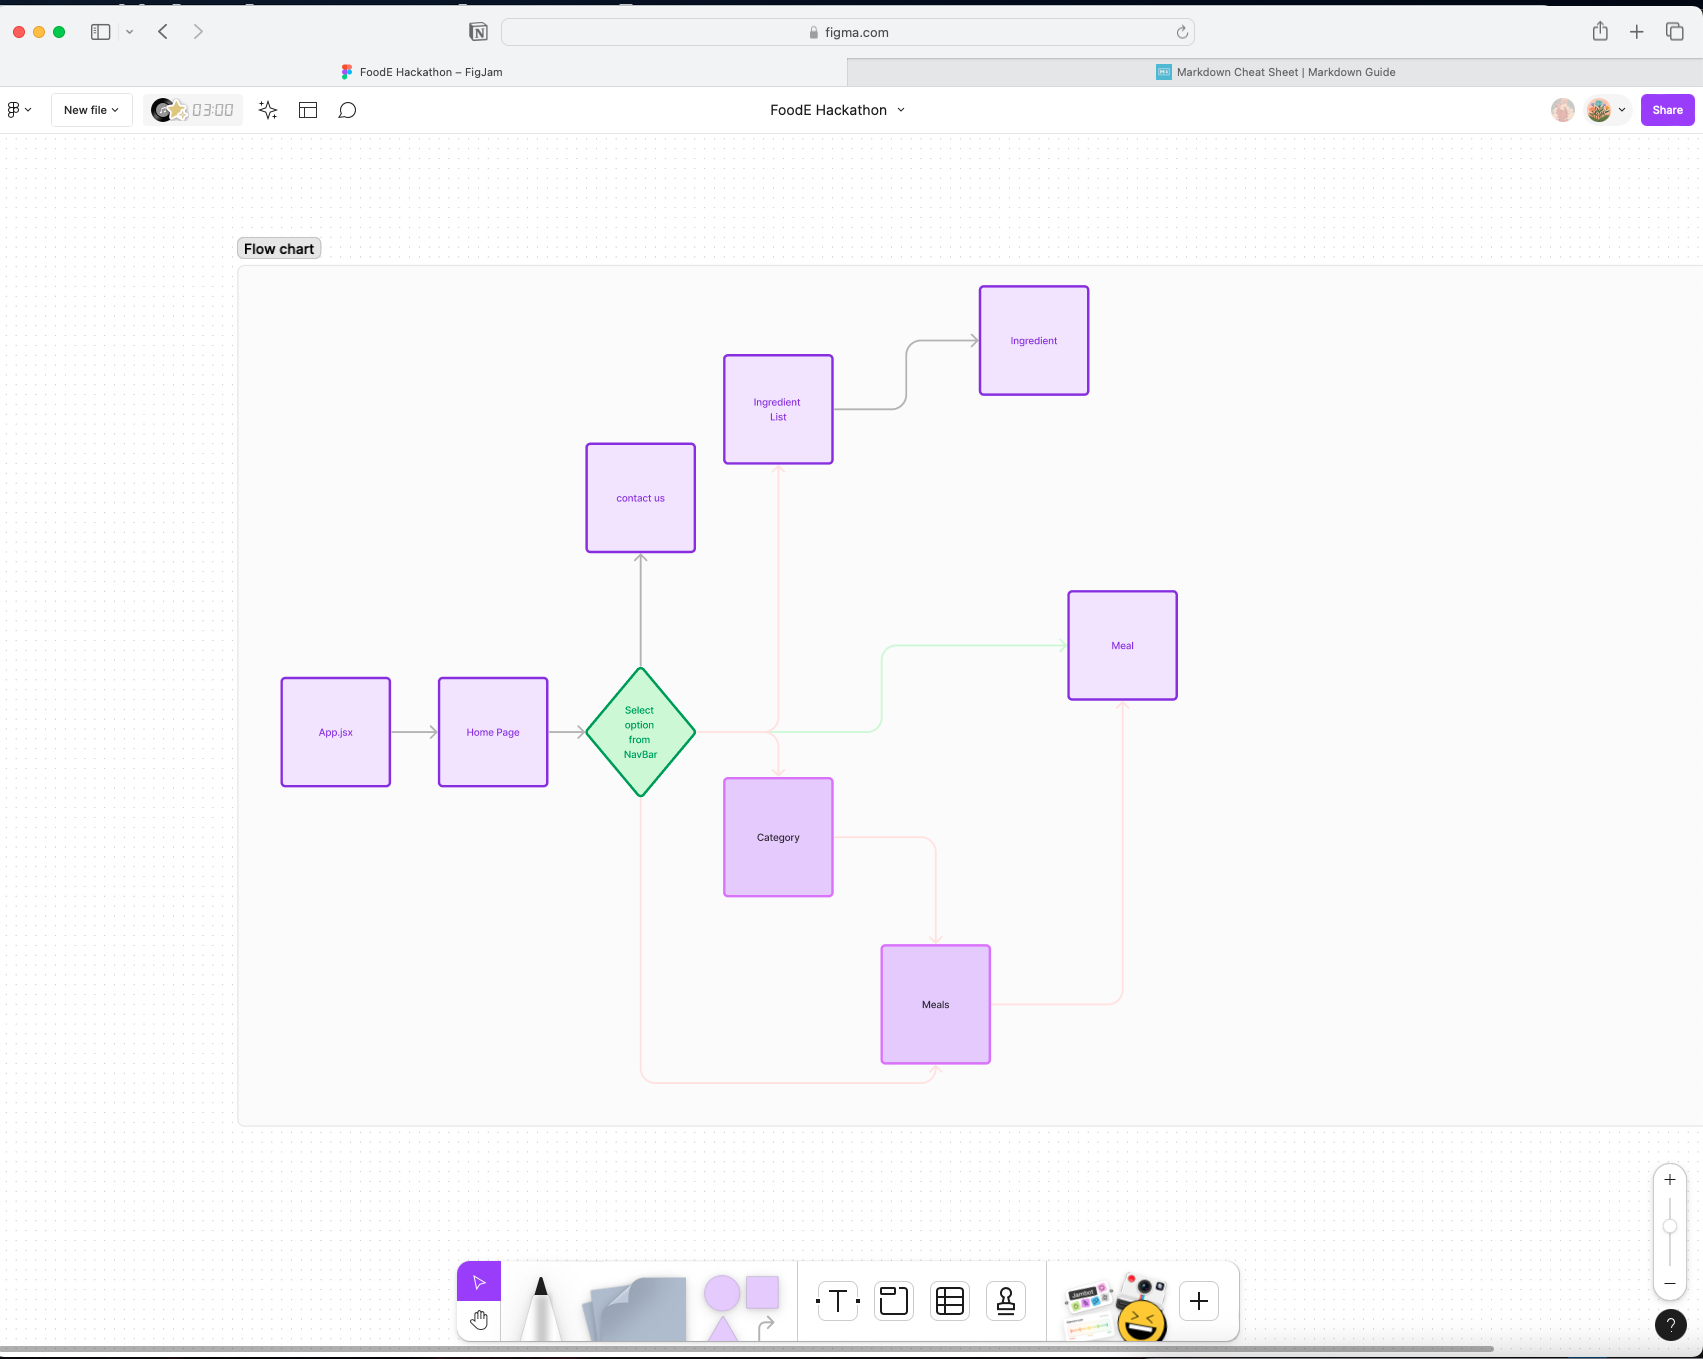 figma.com
FoodE Hackathon – FigJam
Markdown Cheat Sheet | Markdown Guide
New file
03:00
FoodE Hackathon
Share
Flow chart
Ingredient
Ingredient
List
contact us
Meal
App.jsx
Home Page
Select
option
from
NavBar
Category
Meals
T
Jambot
?